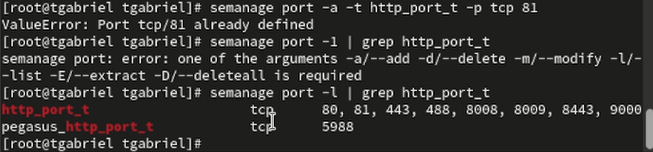 [root@tgabriel tgabriel]# semanage port -a -t http_port_t -p tcp 81
ValueError: Port tcp/81 already defined
[root@tgabriel tgabriel]# semanage port -1 | grep http_port_t
semanage port: error: one of the arguments -a/--add -d/--delete -m/--modify -l/-
-list -E/--extract -D/--deleteall is required
[root@tgabriel tgabriel]# semanage port -l | grep http_port_t
http_port_t tcp 80, 81, 443, 488, 8008, 8009, 8443, 9000
pegasus_http_port_t tcp 5988
[root@tgabriel tgabriel]#